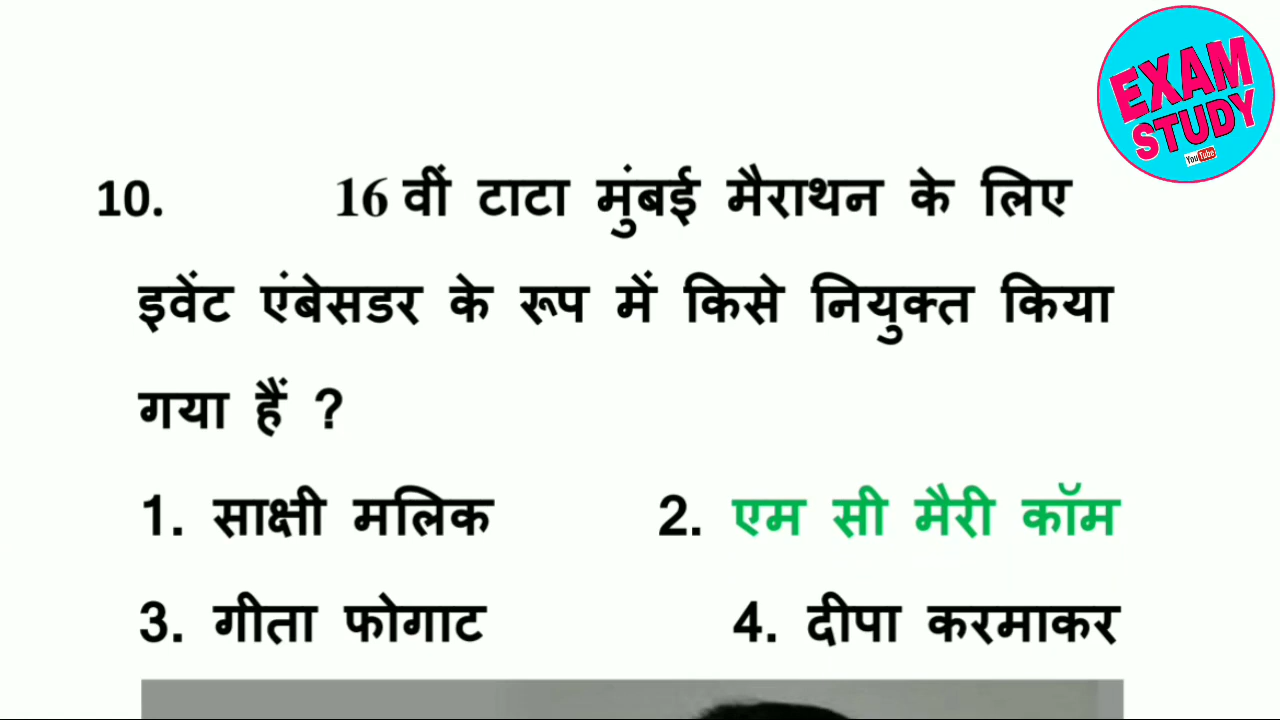 EXAM
STUDY
YouTube
10. 16 वीं टाटा मुंबई मैराथन के लिए
इवेंट एंबेसडर के रूप में किसे नियुक्त किया
गया हैं ?
1. साक्षी मलिक 2. एम सी मैरी कॉम
3. गीता फोगाट 4. दीपा करमाकर